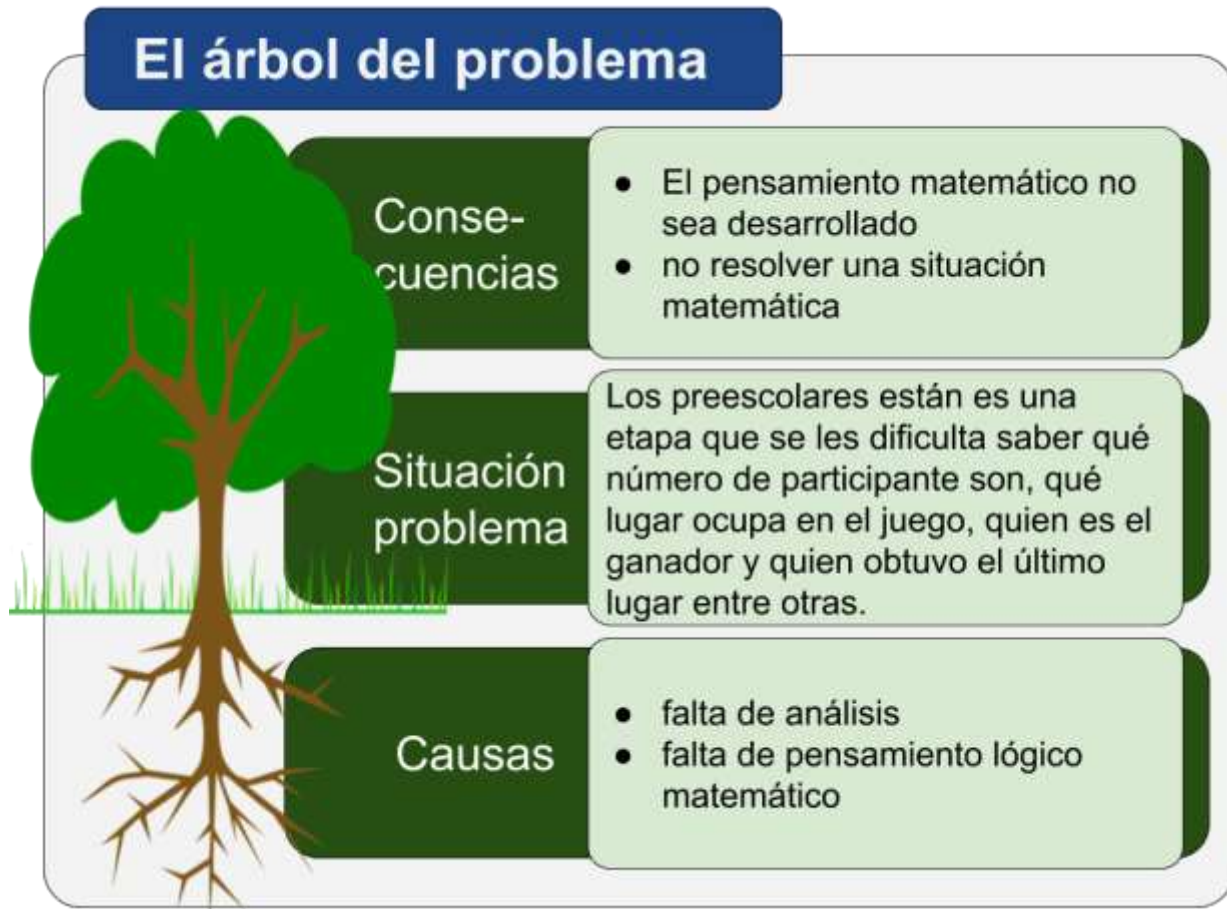 El árbol del problema
Conse-
cuencias
● El pensamiento matemático no
sea desarrollado
● no resolver una situación
matemática
Situación
problema
Los preescolares están es una
etapa que se les dificulta saber qué
número de participante son, qué
lugar ocupa en el juego, quien es el
ganador y quien obtuvo el último
lugar entre otras.
Causas
● falta de análisis
● falta de pensamiento lógico
matemático